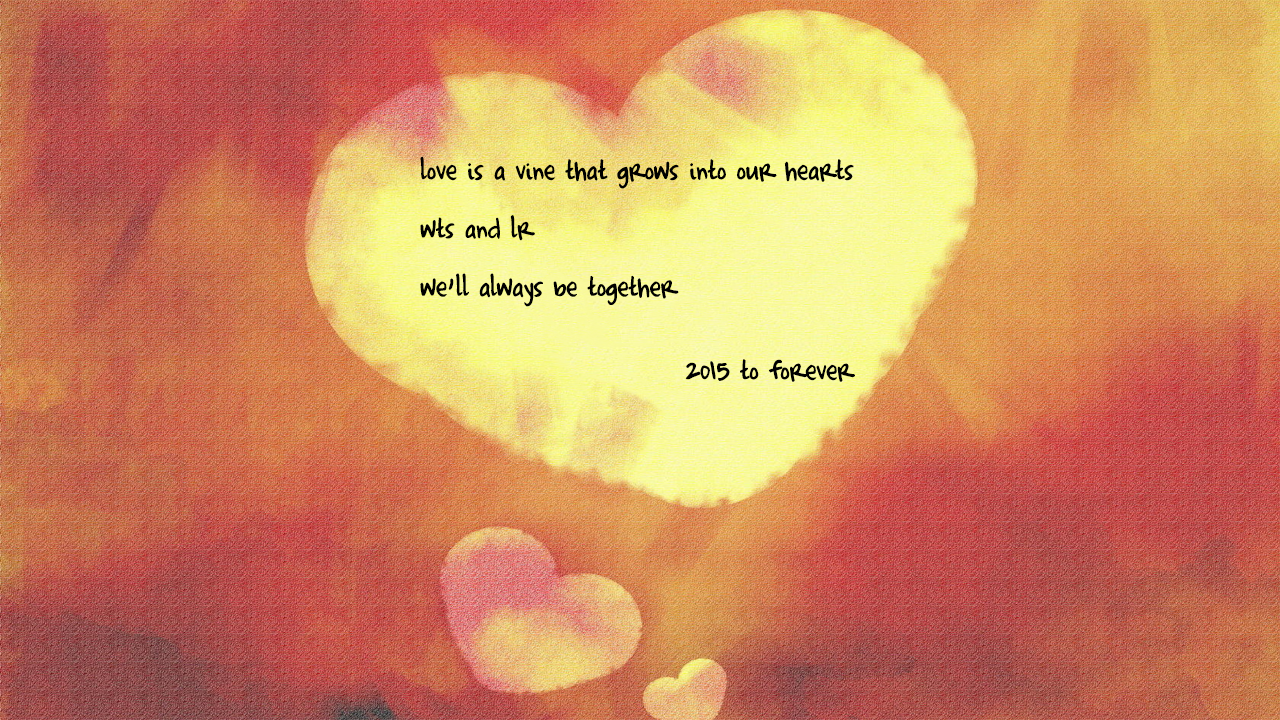 love is a vine that grows into our hearts
wts and lr
we'll always be together
2015 to forever